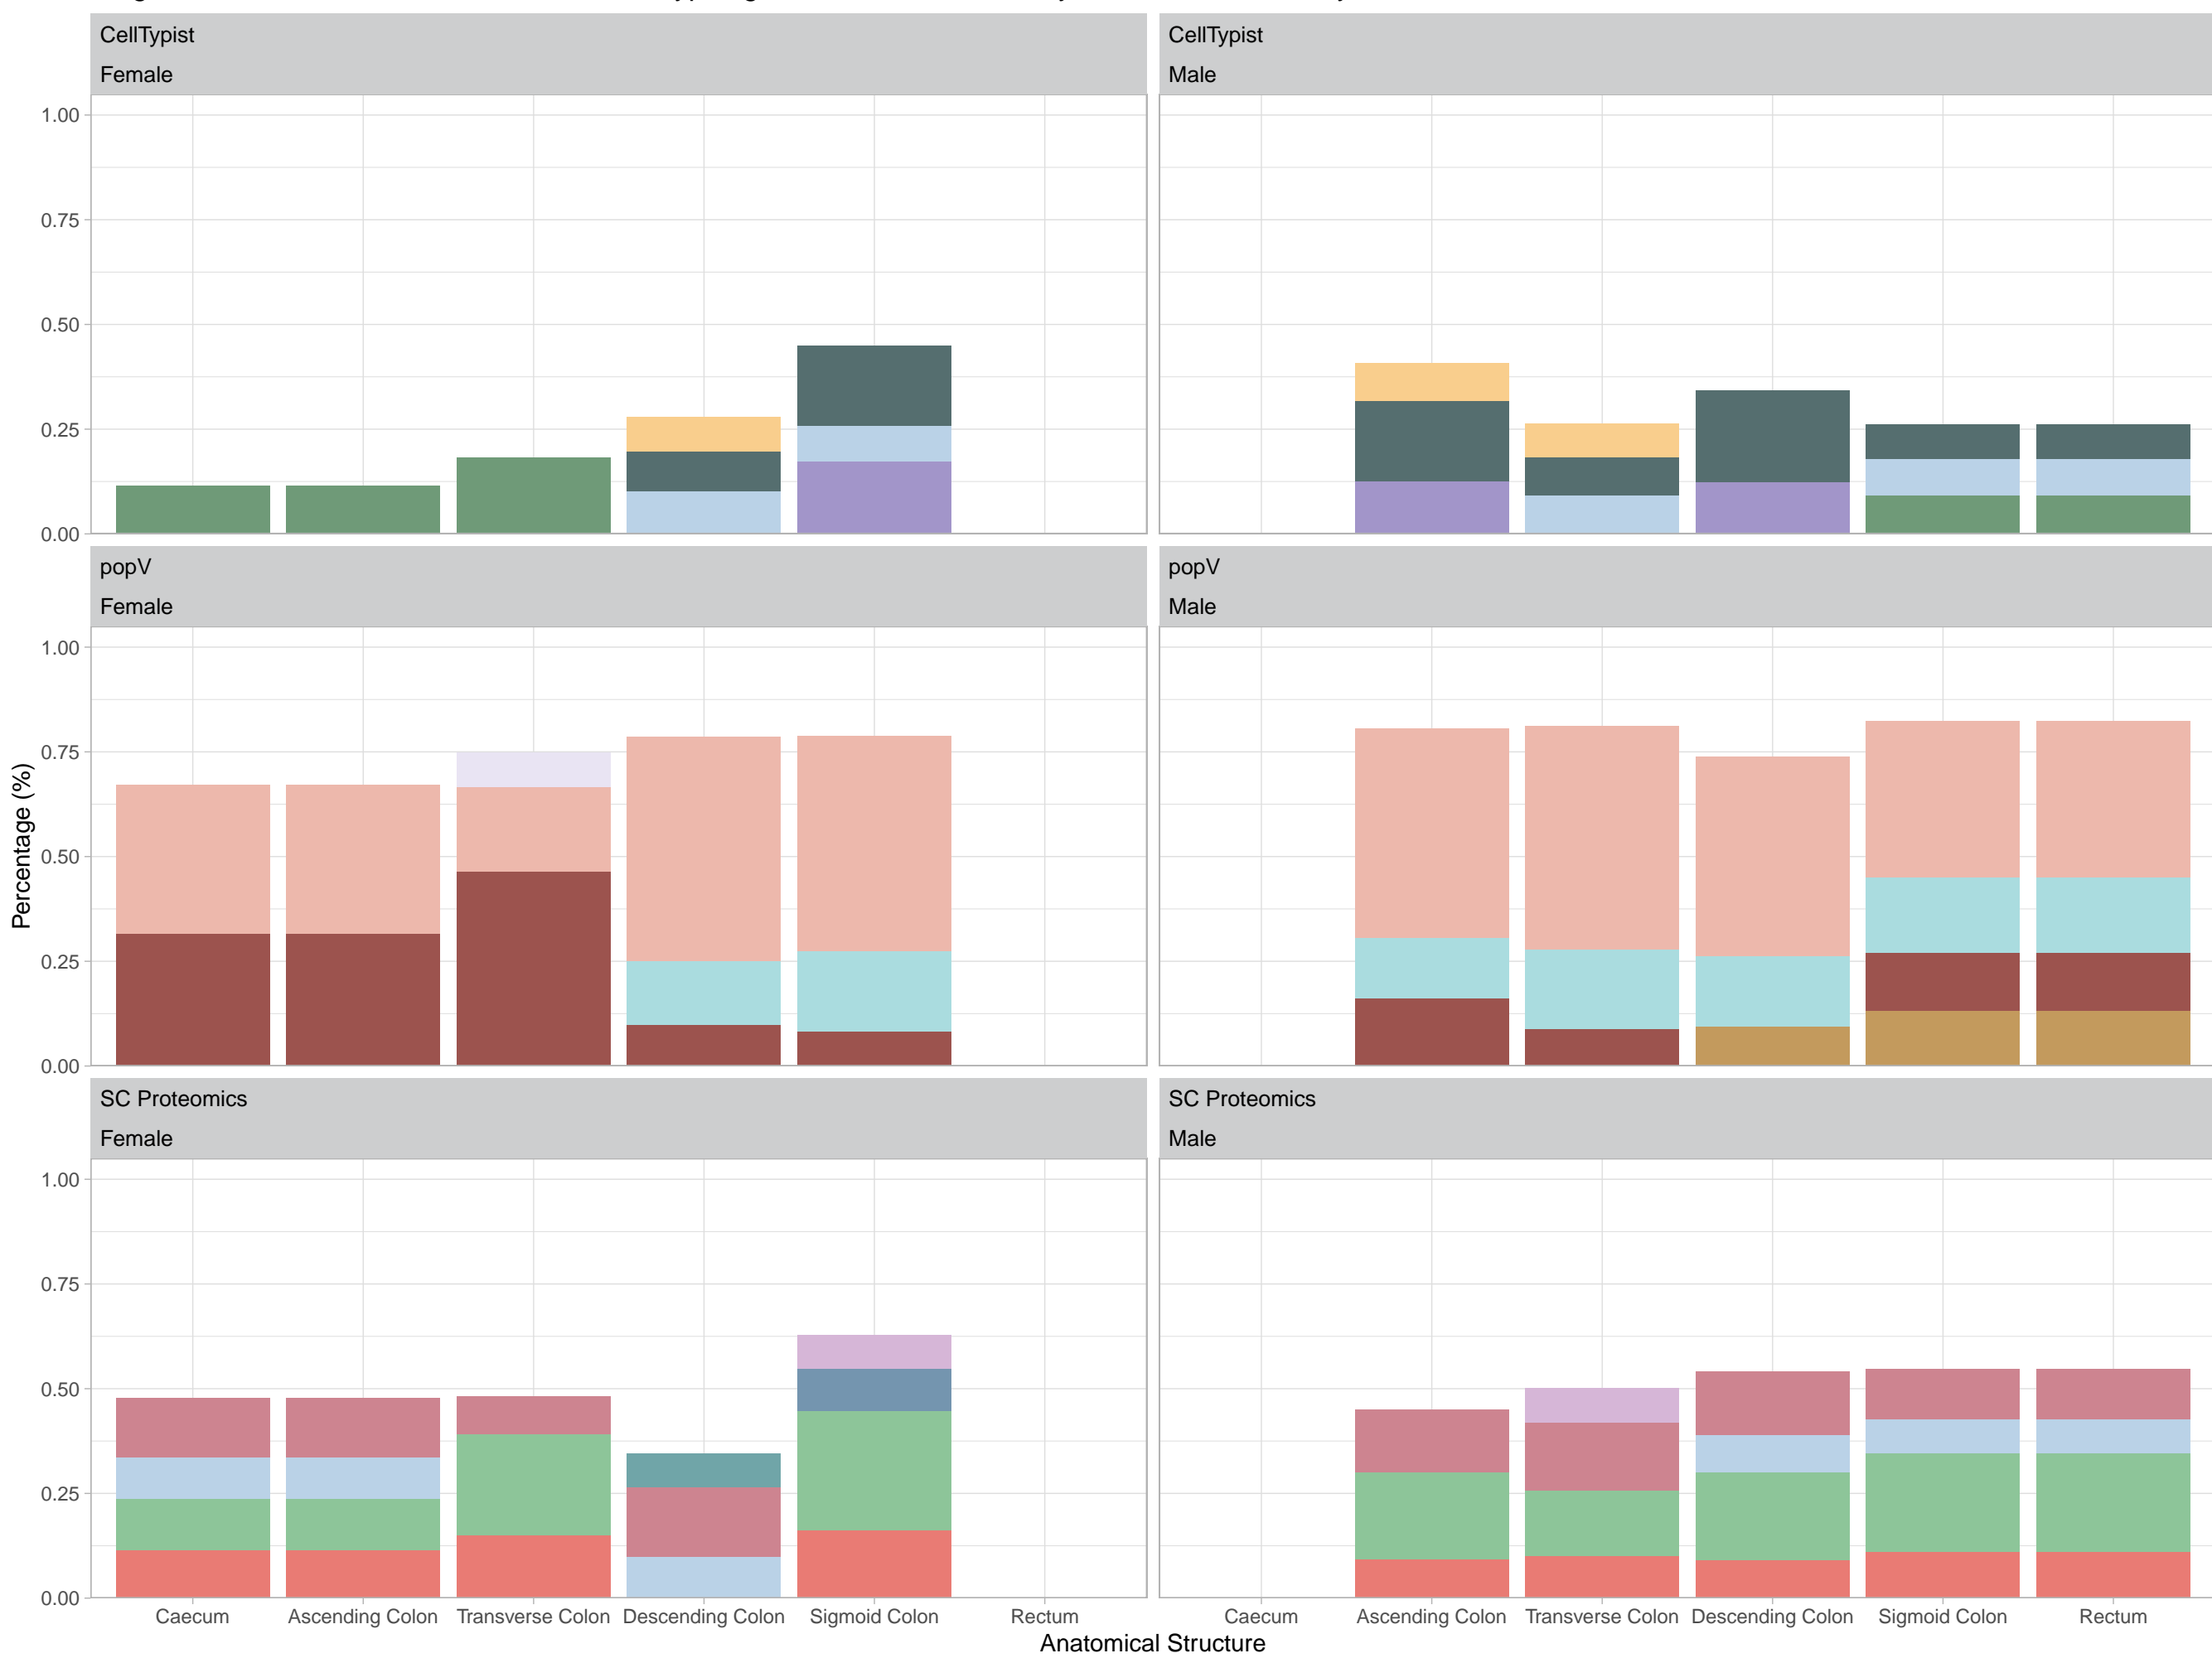 CellTypist
Female
CellTypist
Male
1.00
0.75
0.50
0.25
0.00
popV
Female
popV
Male
1.00
0.75
0.50
0.25
0.00
Percentage (%)
SC Proteomics
Female
SC Proteomics
Male
1.00
0.75
0.50
0.25
0.00
Caecum Ascending Colon Transverse Colon Descending Colon Sigmoid Colon Rectum
Caecum Ascending Colon Transverse Colon Descending Colon Sigmoid Colon Rectum
Anatomical Structure